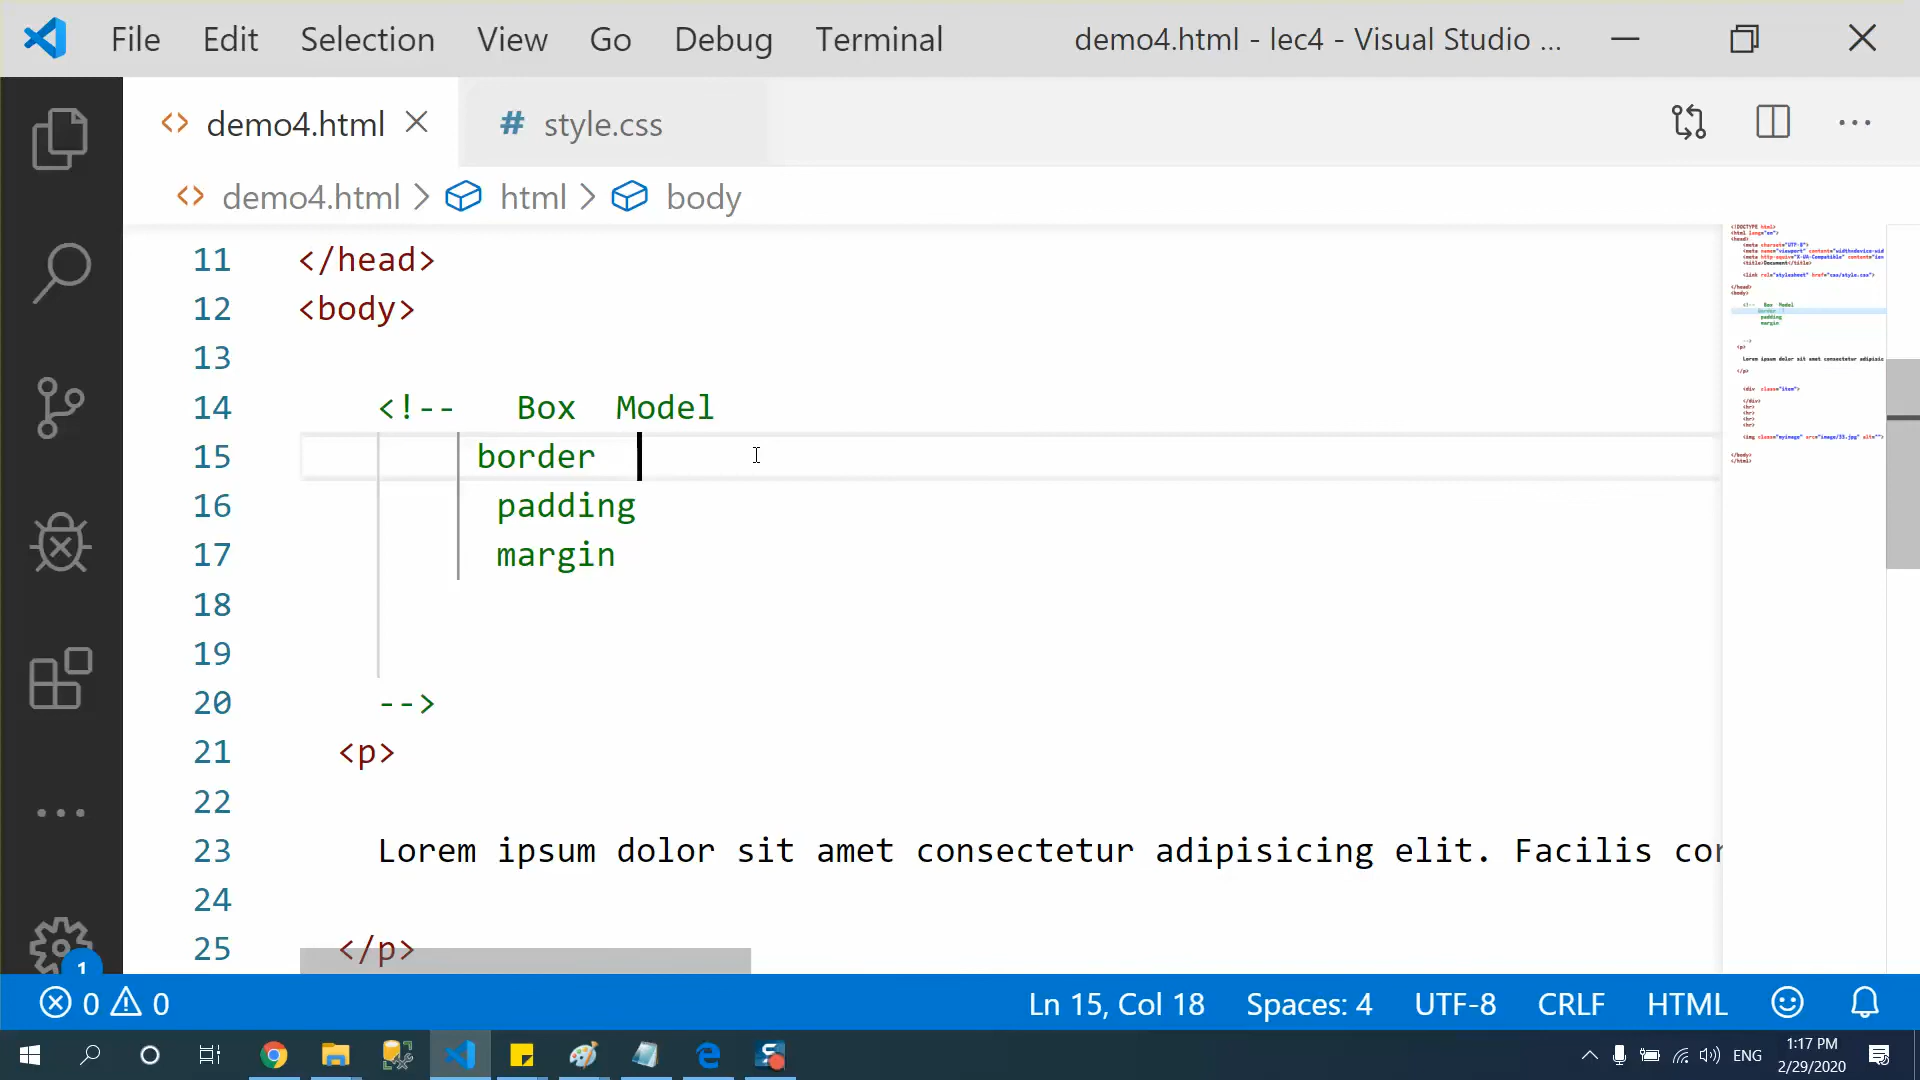 File Edit Selection View Go Debug Terminal demo4.html - lec4 - Visual Studio ...
demo4.html # style.css
demo4.html > html > body
11 </head>
12 <body>
13
14 <!-- Box Model
15 border
16 padding
17 margin
18
19
20 -->
21 <p>
22
23 Lorem ipsum dolor sit amet consectetur adipisicing elit. Facilis cor
24
25 </p>
1
0 0 Ln 15, Col 18 Spaces: 4 UTF-8 CRLF HTML
ENG 1:17 PM
2/29/2020